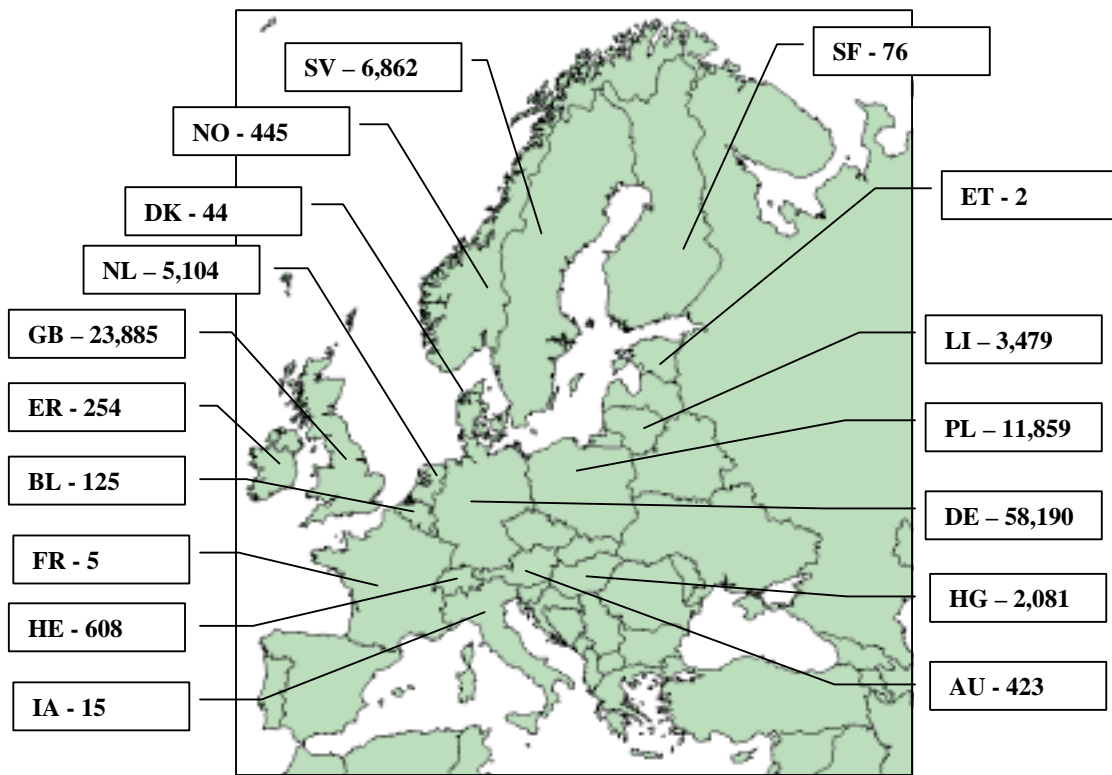 SV – 6,862
SF - 76
NO - 445
ET - 2
DK - 44
NL – 5,104
GB – 23,885
LI – 3,479
ER - 254
PL – 11,859
BL - 125
DE – 58,190
FR - 5
HG – 2,081
HE - 608
AU - 423
IA - 15